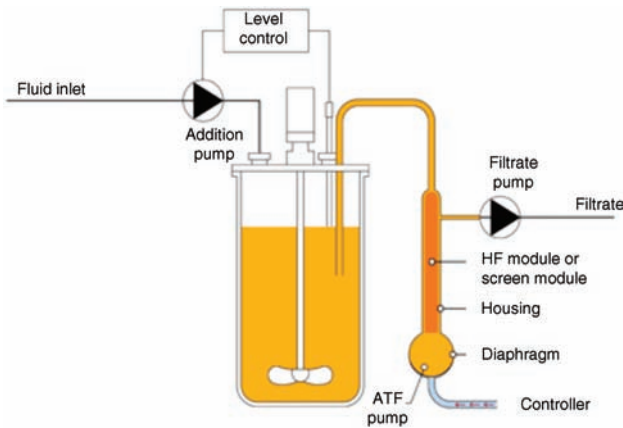 Level
control
Fluid inlet
Addition
pump
Filtrate
pump
Filtrate
HF module or
screen module
Housing
Diaphragm
ATF
pump
Controller